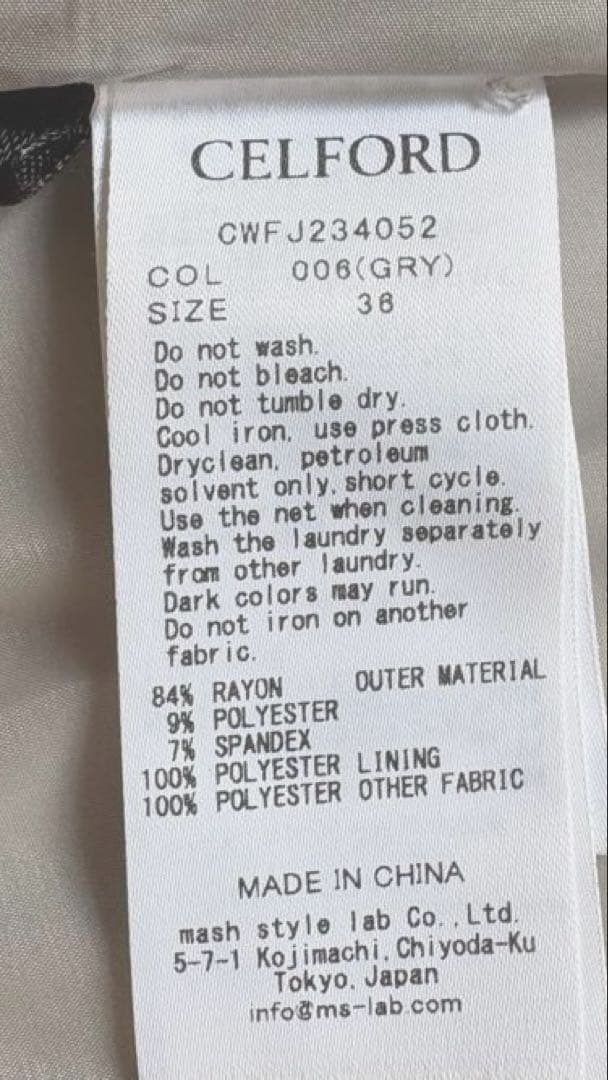 CELFORD
CWFJ234052
COL 006(GRY)
SIZE 36
Do not wash.
Do not bleach.
Do not tumble dry.
Cool iron, use press cloth.
Dryclean, petroleum
solvent only, short cycle.
Use the net when cleaning.
Wash the laundry separately
from other laundry.
Dark colors may run.
Do not iron on another
fabric.
84% RAYON OUTER MATERIAL
9% POLYESTER
7% SPANDEX
100% POLYESTER LINING
100% POLYESTER OTHER FABRIC
MADE IN CHINA
mash style lab Co., Ltd.
5-7-1 Kojimachi, Chiyoda-Ku
Tokyo, Japan
info@ms-lab.com